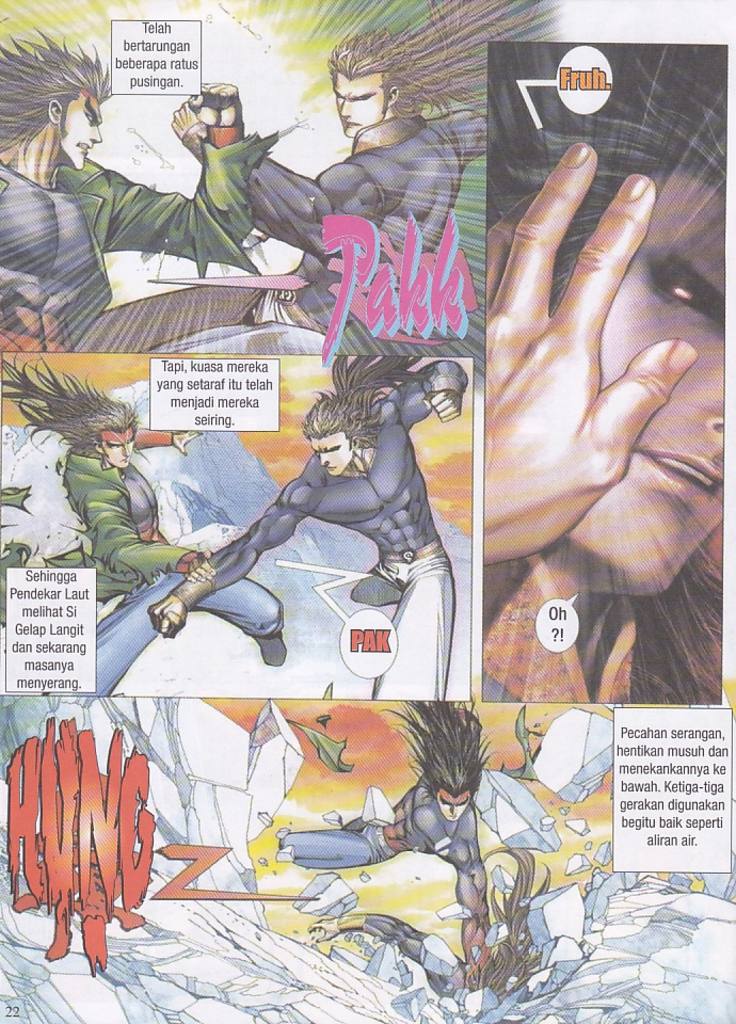 Telah
bertarungan
beberapa ratus
pusingan.
Pakk
Fruh.
Oh
?!
Tapi, kuasa mereka
yang setaraf itu telah
menjadi mereka
seiring.
Sehingga
Pendekar Laut
melihat Si
Gelap Langit
dan sekarang
masanya
menyerang.
PAK
HUNG
Pecahan serangan,
hentikan musuh dan
menekankannya ke
bawah. Ketiga-tiga
gerakan digunakan
begitu baik seperti
aliran air.
22